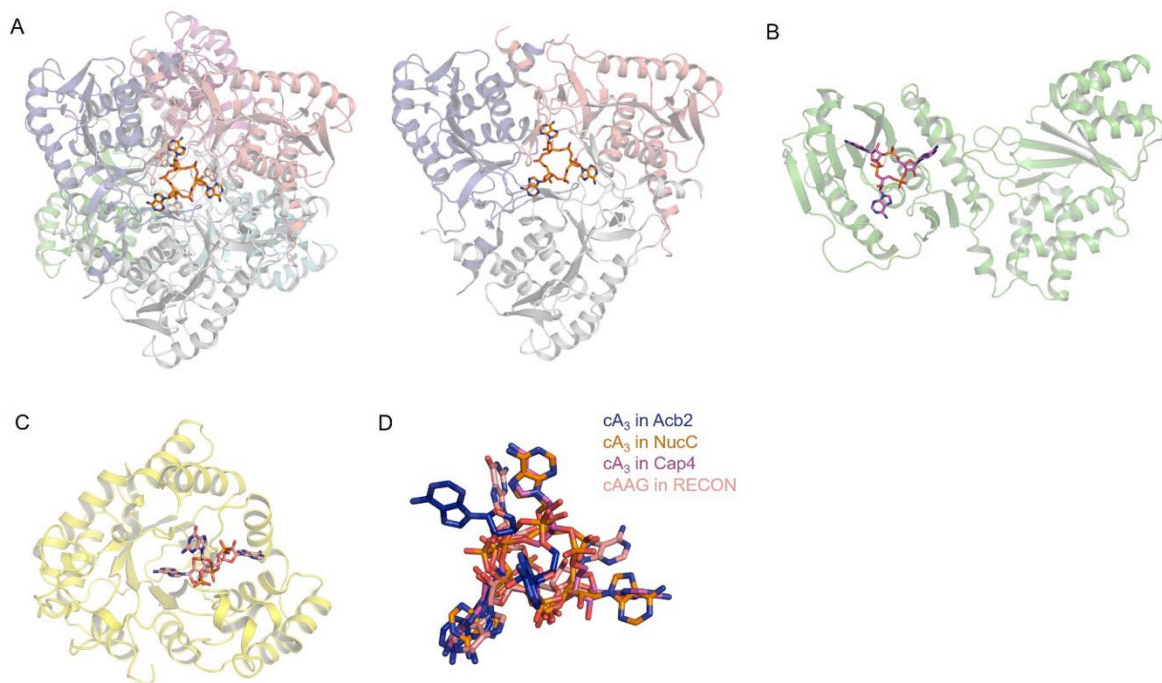 A
B
C
D
cA₃ in Acb2
cA₃ in NucC
cA₃ in Cap4
cAAG in RECON